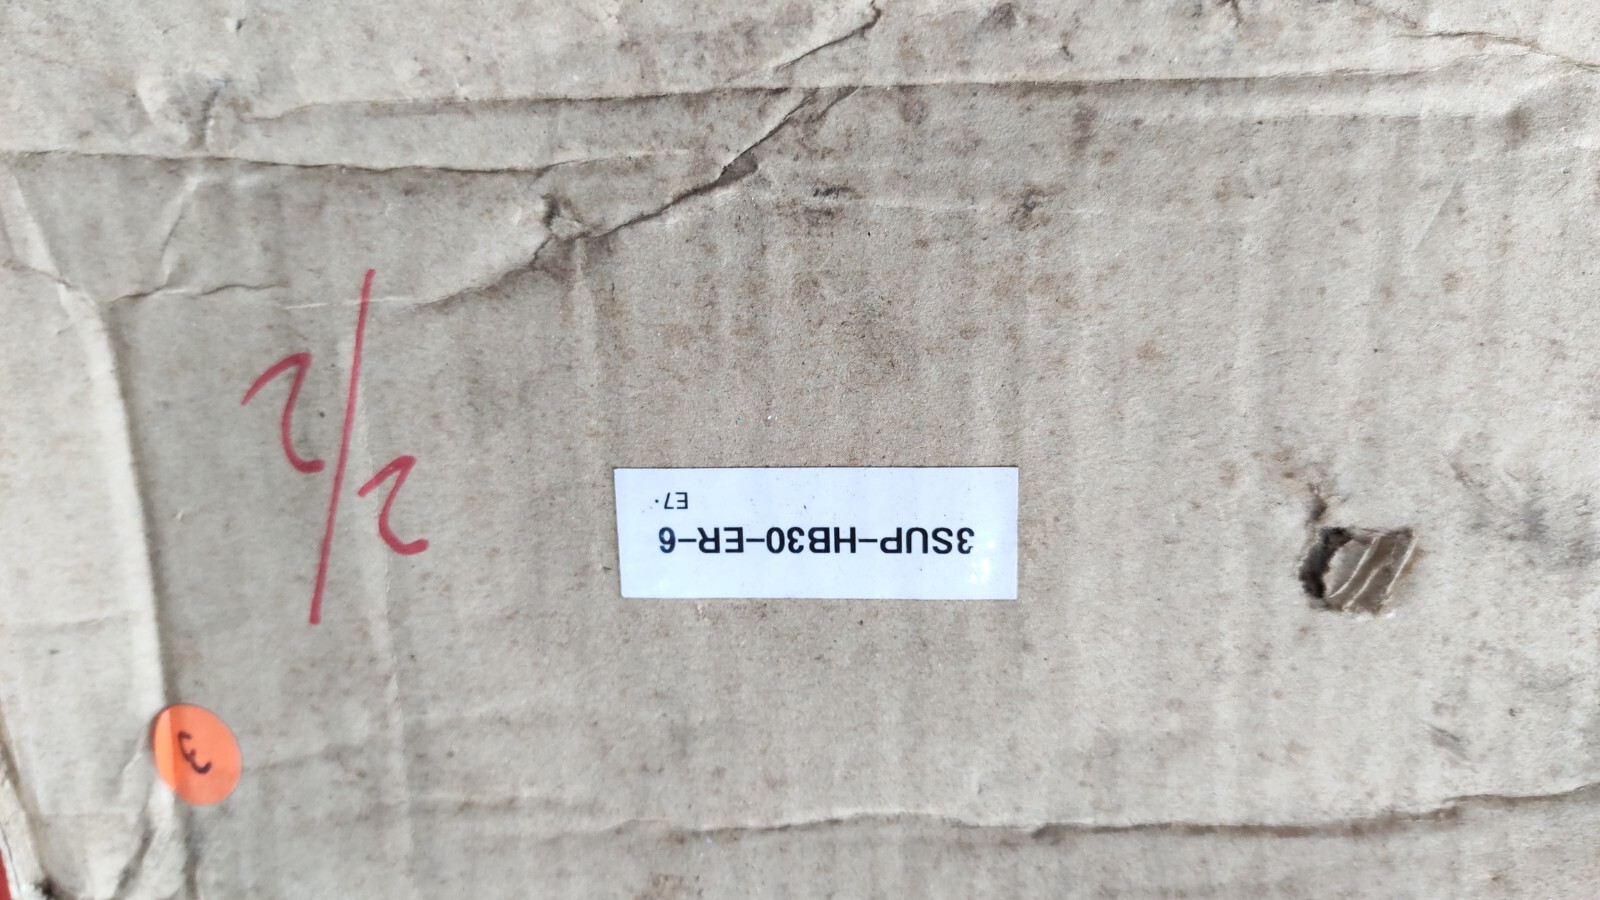 2/2
3SUP-HB30-ER-6
E7.
3